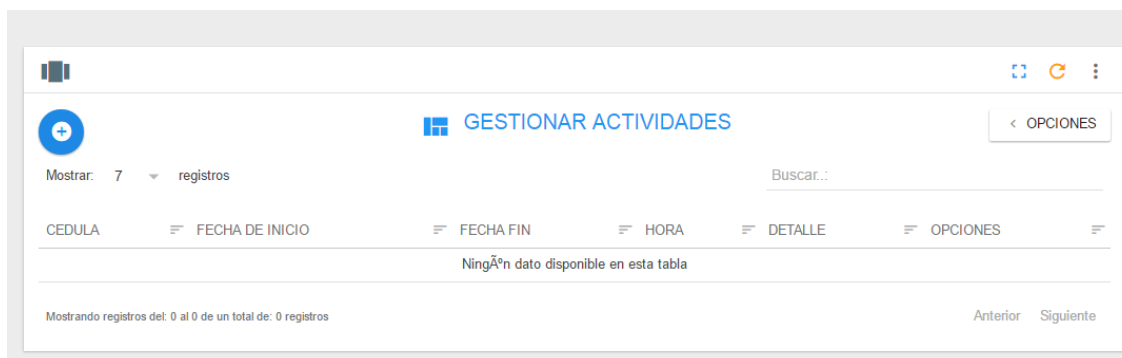 GESTIONAR ACTIVIDADES
< OPCIONES
Mostrar: 7 registros
Buscar..:
CEDULA FECHA DE INICIO FECHA FIN HORA DETALLE OPCIONES
NingÃºn dato disponible en esta tabla
Mostrando registros del: 0 al 0 de un total de: 0 registros
Anterior Siguiente